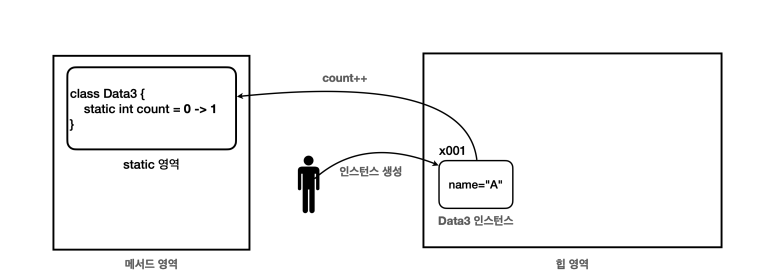 count++
class Data3 {
static int count = 0 -> 1
}
static 영역
x001
인스턴스 생성
name="A"
Data3 인스턴스
메서드 영역
힙 영역